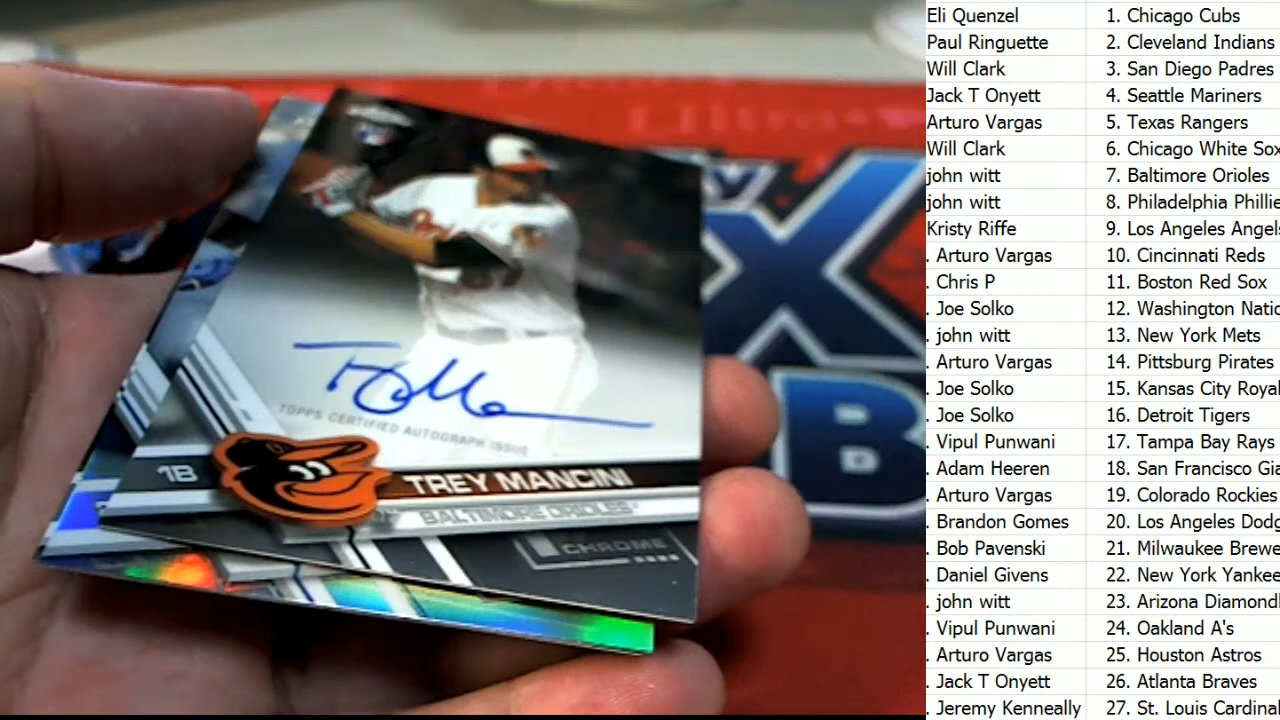 TOPPS CERTIFIED AUTOGRAPH ISSUE
1B
TREY MANCINI
BALTIMORE ORIOLES
CHROME
X
B
Eli Quenzel 1. Chicago Cubs
Paul Ringuette 2. Cleveland Indians
Will Clark 3. San Diego Padres
Jack T Onyett 4. Seattle Mariners
Arturo Vargas 5. Texas Rangers
Will Clark 6. Chicago White Sox
john witt 7. Baltimore Orioles
john witt 8. Philadelphia Phillie
Kristy Riffe 9. Los Angeles Angels
. Arturo Vargas 10. Cincinnati Reds
. Chris P 11. Boston Red Sox
. Joe Solko 12. Washington Natio
. john witt 13. New York Mets
. Arturo Vargas 14. Pittsburg Pirates
. Joe Solko 15. Kansas City Royal
. Joe Solko 16. Detroit Tigers
. Vipul Punwani 17. Tampa Bay Rays
. Adam Heeren 18. San Francisco Gia
. Arturo Vargas 19. Colorado Rockies
. Brandon Gomes 20. Los Angeles Dodg
. Bob Pavenski 21. Milwaukee Brewe
. Daniel Givens 22. New York Yankee
. john witt 23. Arizona Diamondl
. Vipul Punwani 24. Oakland A's
. Arturo Vargas 25. Houston Astros
. Jack T Onyett 26. Atlanta Braves
. Jeremy Kenneally 27. St. Louis Cardinal